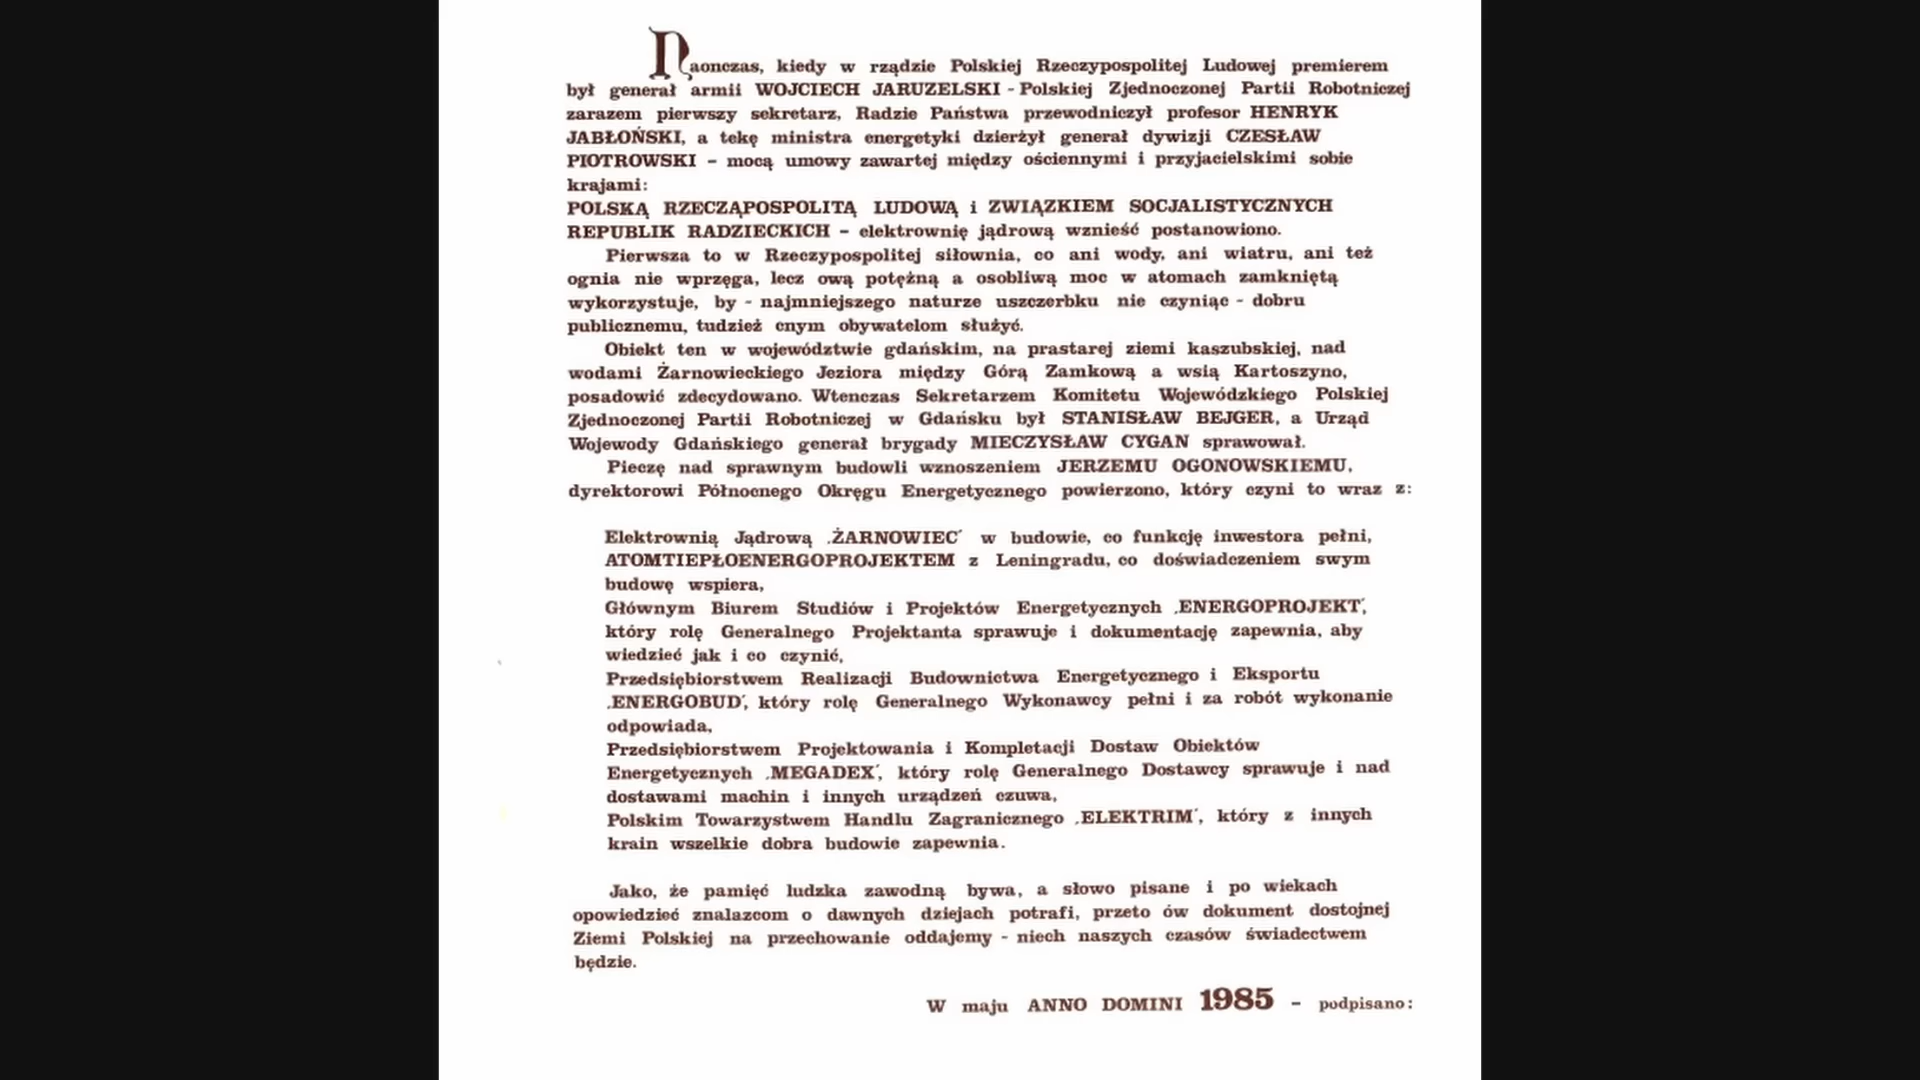 Naonczas, kiedy w rządzie Polskiej Rzeczypospolitej Ludowej premierem
był generał armii WOJCIECH JARUZELSKI - Polskiej Zjednoczonej Partii Robotniczej
zarazem pierwszy sekretarz, Radzie Państwa przewodniczył profesor HENRYK
JABŁOŃSKI, a tekę ministra energetyki dzierżył generał dywizji CZESŁAW
PIOTROWSKI – mocą umowy zawartej między ościennymi i przyjacielskimi sobie
krajami:
POLSKĄ RZECZĄPOSPOLITĄ LUDOWĄ i ZWIĄZKIEM SOCJALISTYCZNYCH
REPUBLIK RADZIECKICH – elektrownię jądrową wznieść postanowiono.
Pierwsza to w Rzeczypospolitej siłownia, co ani wody, ani wiatru, ani też
ognia nie wprzęga, lecz ową potężną a osobliwą moc w atomach zamkniętą
wykorzystuje, by - najmniejszego naturze uszczerbku nie czyniąc - dobru
publicznemu, tudzież cnym obywatelom służyć.
Obiekt ten w województwie gdańskim, na prastarej ziemi kaszubskiej, nad
wodami Żarnowieckiego Jeziora między Górą Zamkową a wsią Kartoszyno,
posadowić zdecydowano. Wtenczas Sekretarzem Komitetu Wojewódzkiego Polskiej
Zjednoczonej Partii Robotniczej w Gdańsku był STANISŁAW BEJGER, a Urząd
Wojewody Gdańskiego generał brygady MIECZYSŁAW CYGAN sprawował.
Pieczę nad sprawnym budowli wznoszeniem JERZEMU OGONOWSKIEMU,
dyrektorowi Północnego Okręgu Energetycznego powierzono, który czyni to wraz z:
Elektrownią Jądrową ‚ŻARNOWIEC’ w budowie, co funkcję inwestora pełni,
ATOMTIEPŁOENERGOPROJEKTEM z Leningradu, co doświadczeniem swym
budowę wspiera,
Głównym Biurem Studiów i Projektów Energetycznych ‚ENERGOPROJEKT’,
który rolę Generalnego Projektanta sprawuje i dokumentację zapewnia, aby
wiedzieć jak i co czynić,
Przedsiębiorstwem Realizacji Budownictwa Energetycznego i Eksportu
‚ENERGOBUD’, który rolę Generalnego Wykonawcy pełni i za robót wykonanie
odpowiada,
Przedsiębiorstwem Projektowania i Kompletacji Dostaw Obiektów
Energetycznych ‚MEGADEX’, który rolę Generalnego Dostawcy sprawuje i nad
dostawami machin i innych urządzeń czuwa,
Polskim Towarzystwem Handlu Zagranicznego ‚ELEKTRIM’, który z innych
krain wszelkie dobra budowie zapewnia.
Jako, że pamięć ludzka zawodną bywa, a słowo pisane i po wiekach
opowiedzieć znalazcom o dawnych dziejach potrafi, przeto ów dokument dostojnej
Ziemi Polskiej na przechowanie oddajemy - niech naszych czasów świadectwem
będzie.
W maju ANNO DOMINI 1985 – podpisano: